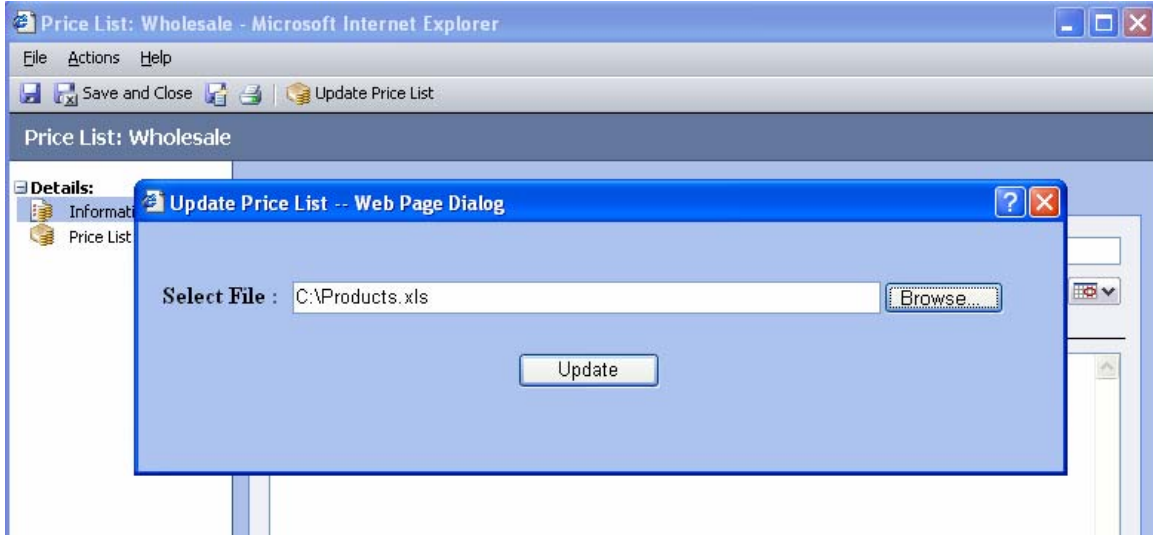 Price List: Wholesale - Microsoft Internet Explorer
File Actions Help
Save and Close Update Price List
Price List: Wholesale
Details:
Informati
Price List
Update Price List -- Web Page Dialog
Select File : C:\Products.xls Browse...
Update